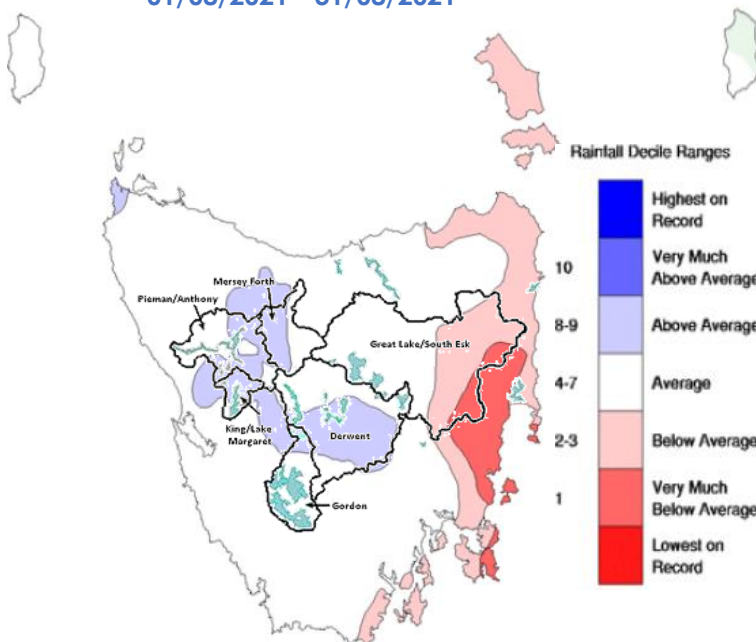 Rainfall Decile Ranges
Highest on
Record
10
Very Much
Above Average
8-9
Above Average
4-7
Average
2-3
Below Average
1
Very Much
Below Average
Lowest on
Record
Mersey Forth
Pieman/Anthony
Great Lake/South Esk
King/Lake
Margaret
Derwent
Gordon